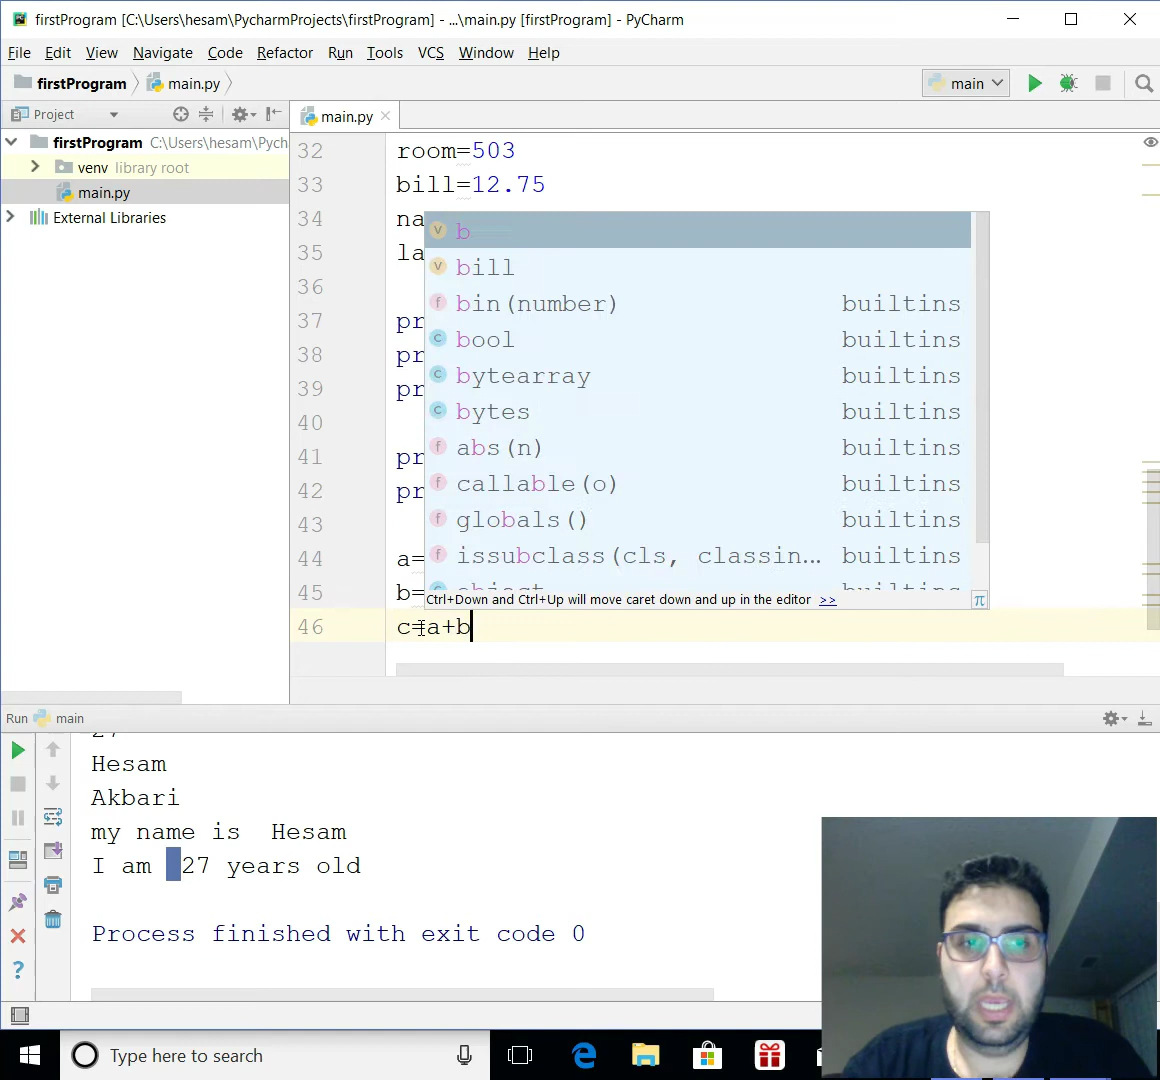 firstProgram [C:\Users\hesam\PycharmProjects\firstProgram] - ...\main.py [firstProgram] - PyCharm
File Edit View Navigate Code Refactor Run Tools VCS Window Help
firstProgram main.py main
Project main.py
firstProgram C:\Users\hesam\Pych
venv library root
main.py
External Libraries
32 room=503
33 bill=12.75
34 na
35 la
36
37 pr
38 pr
39 pr
40
41 pr
42 pr
43
44 a=
45 b=
46 c=a+b
V b
V bill
f bin(number) builtins
c bool builtins
c bytearray builtins
c bytes builtins
f abs(n) builtins
f callable(o) builtins
f globals() builtins
f issubclass(cls, classin... builtins
Ctrl+Down and Ctrl+Up will move caret down and up in the editor >> π
Run main
27
Hesam
Akbari
my name is  Hesam
I am  27 years old
Process finished with exit code 0
Type here to search